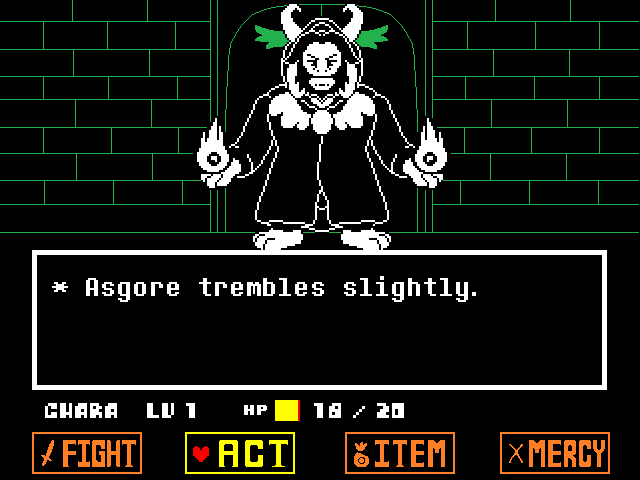 * Asgore trembles slightly.
CHARA LV 1 HP 18 / 20
FIGHT ACT ITEM MERCY